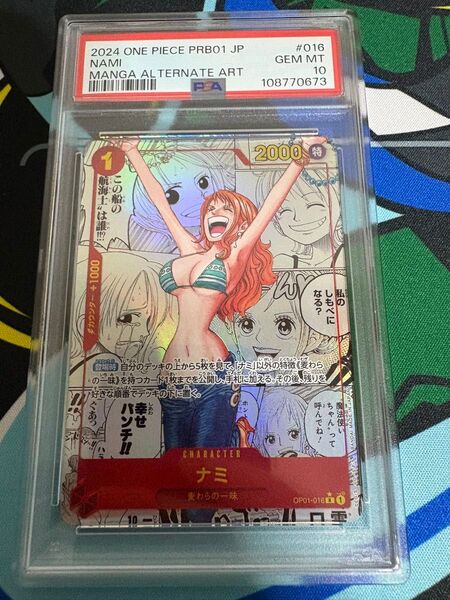 2024 ONE PIECE PRB01 JP #016
NAMI GEM MT
MANGA ALTERNATE ART 10
PSA 108770673
1
2000 特
この船の
航海士"は誰!!?
カウンター+1000
私の
しもべに
なる?
登場時 自分のデッキの上から5枚を見て、「ナミ」以外の特徴《麦わ
らの一味》を持つカード1枚までを公開し、手札に加える。その後、残りを
好きな順番でデッキの下に置く。
幸せ
パンチ!!
魔法使い
ちゃんって
呼んでね!
CHARACTER
ナミ
麦わらの一味
OP01-016 R 1